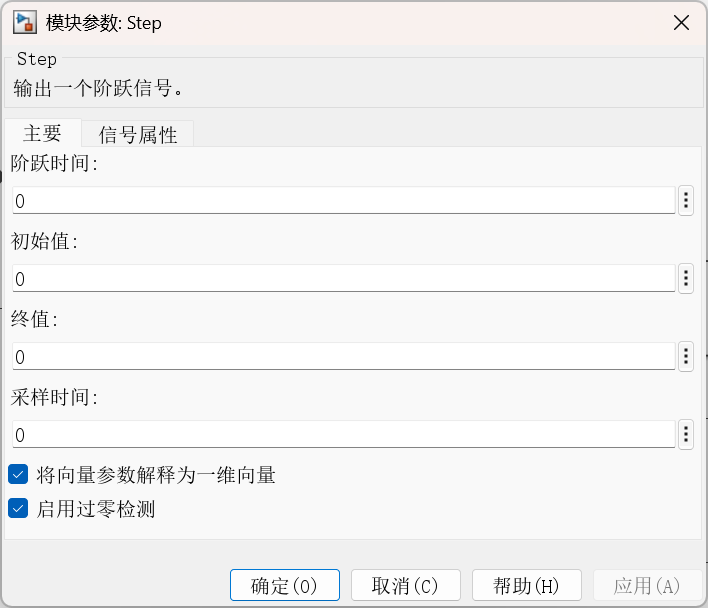 模块参数: Step
Step
输出一个阶跃信号。
主要
信号属性
阶跃时间:
0
初始值:
0
终值:
0
采样时间:
0
将向量参数解释为一维向量
启用过零检测
确定(O)
取消(C)
帮助(H)
应用(A)